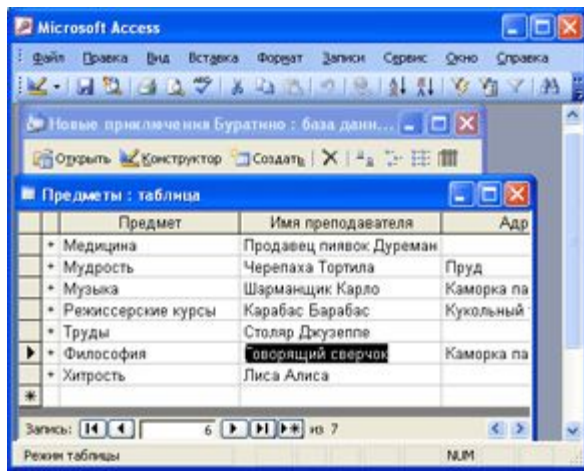 Microsoft Access
Файл Правка Вид Вставка Формат Записи Сервис Окно Справка
Новые приключения Буратино : база данн...
Открыть Конструктор Создать
Предметы : таблица
Предмет Имя преподавателя Адр
+ Медицина Продавец пиявок Дуреман
+ Мудрость Черепаха Тортила Пруд
+ Музыка Шарманщик Карло Каморка па
+ Режиссерские курсы Карабас Барабас Кукольный
+ Труды Столяр Джузеппе
+ Философия Говорящий сверчок Каморка па
+ Хитрость Лиса Алиса
Запись: 6 из 7
Режим таблицы NUM